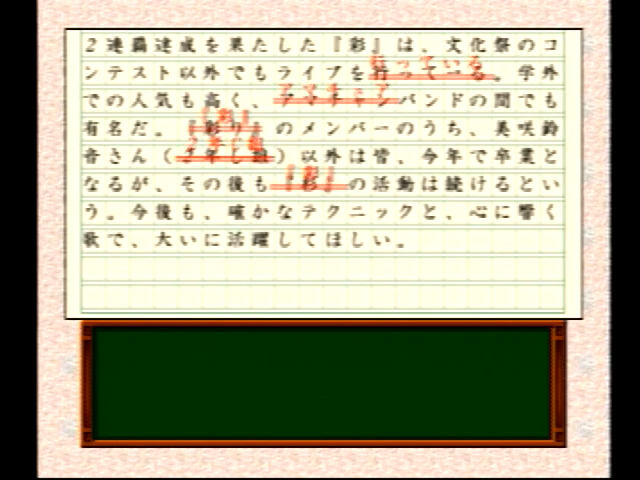 2連覇達成を果たした『彩』は、文化祭のコ
ンテスト以外でもライブを行っている。学外
での人気も高く、アマチュアバンドの間でも
有名だ。『彩』のメンバーのうち、美咲鈴
音さん(2年E組)以外は皆、今年で卒業と
なるが、その後も『彩』の活動は続けるとい
う。今後も、確かなテクニックと、心に響く
歌で、大いに活躍してほしい。